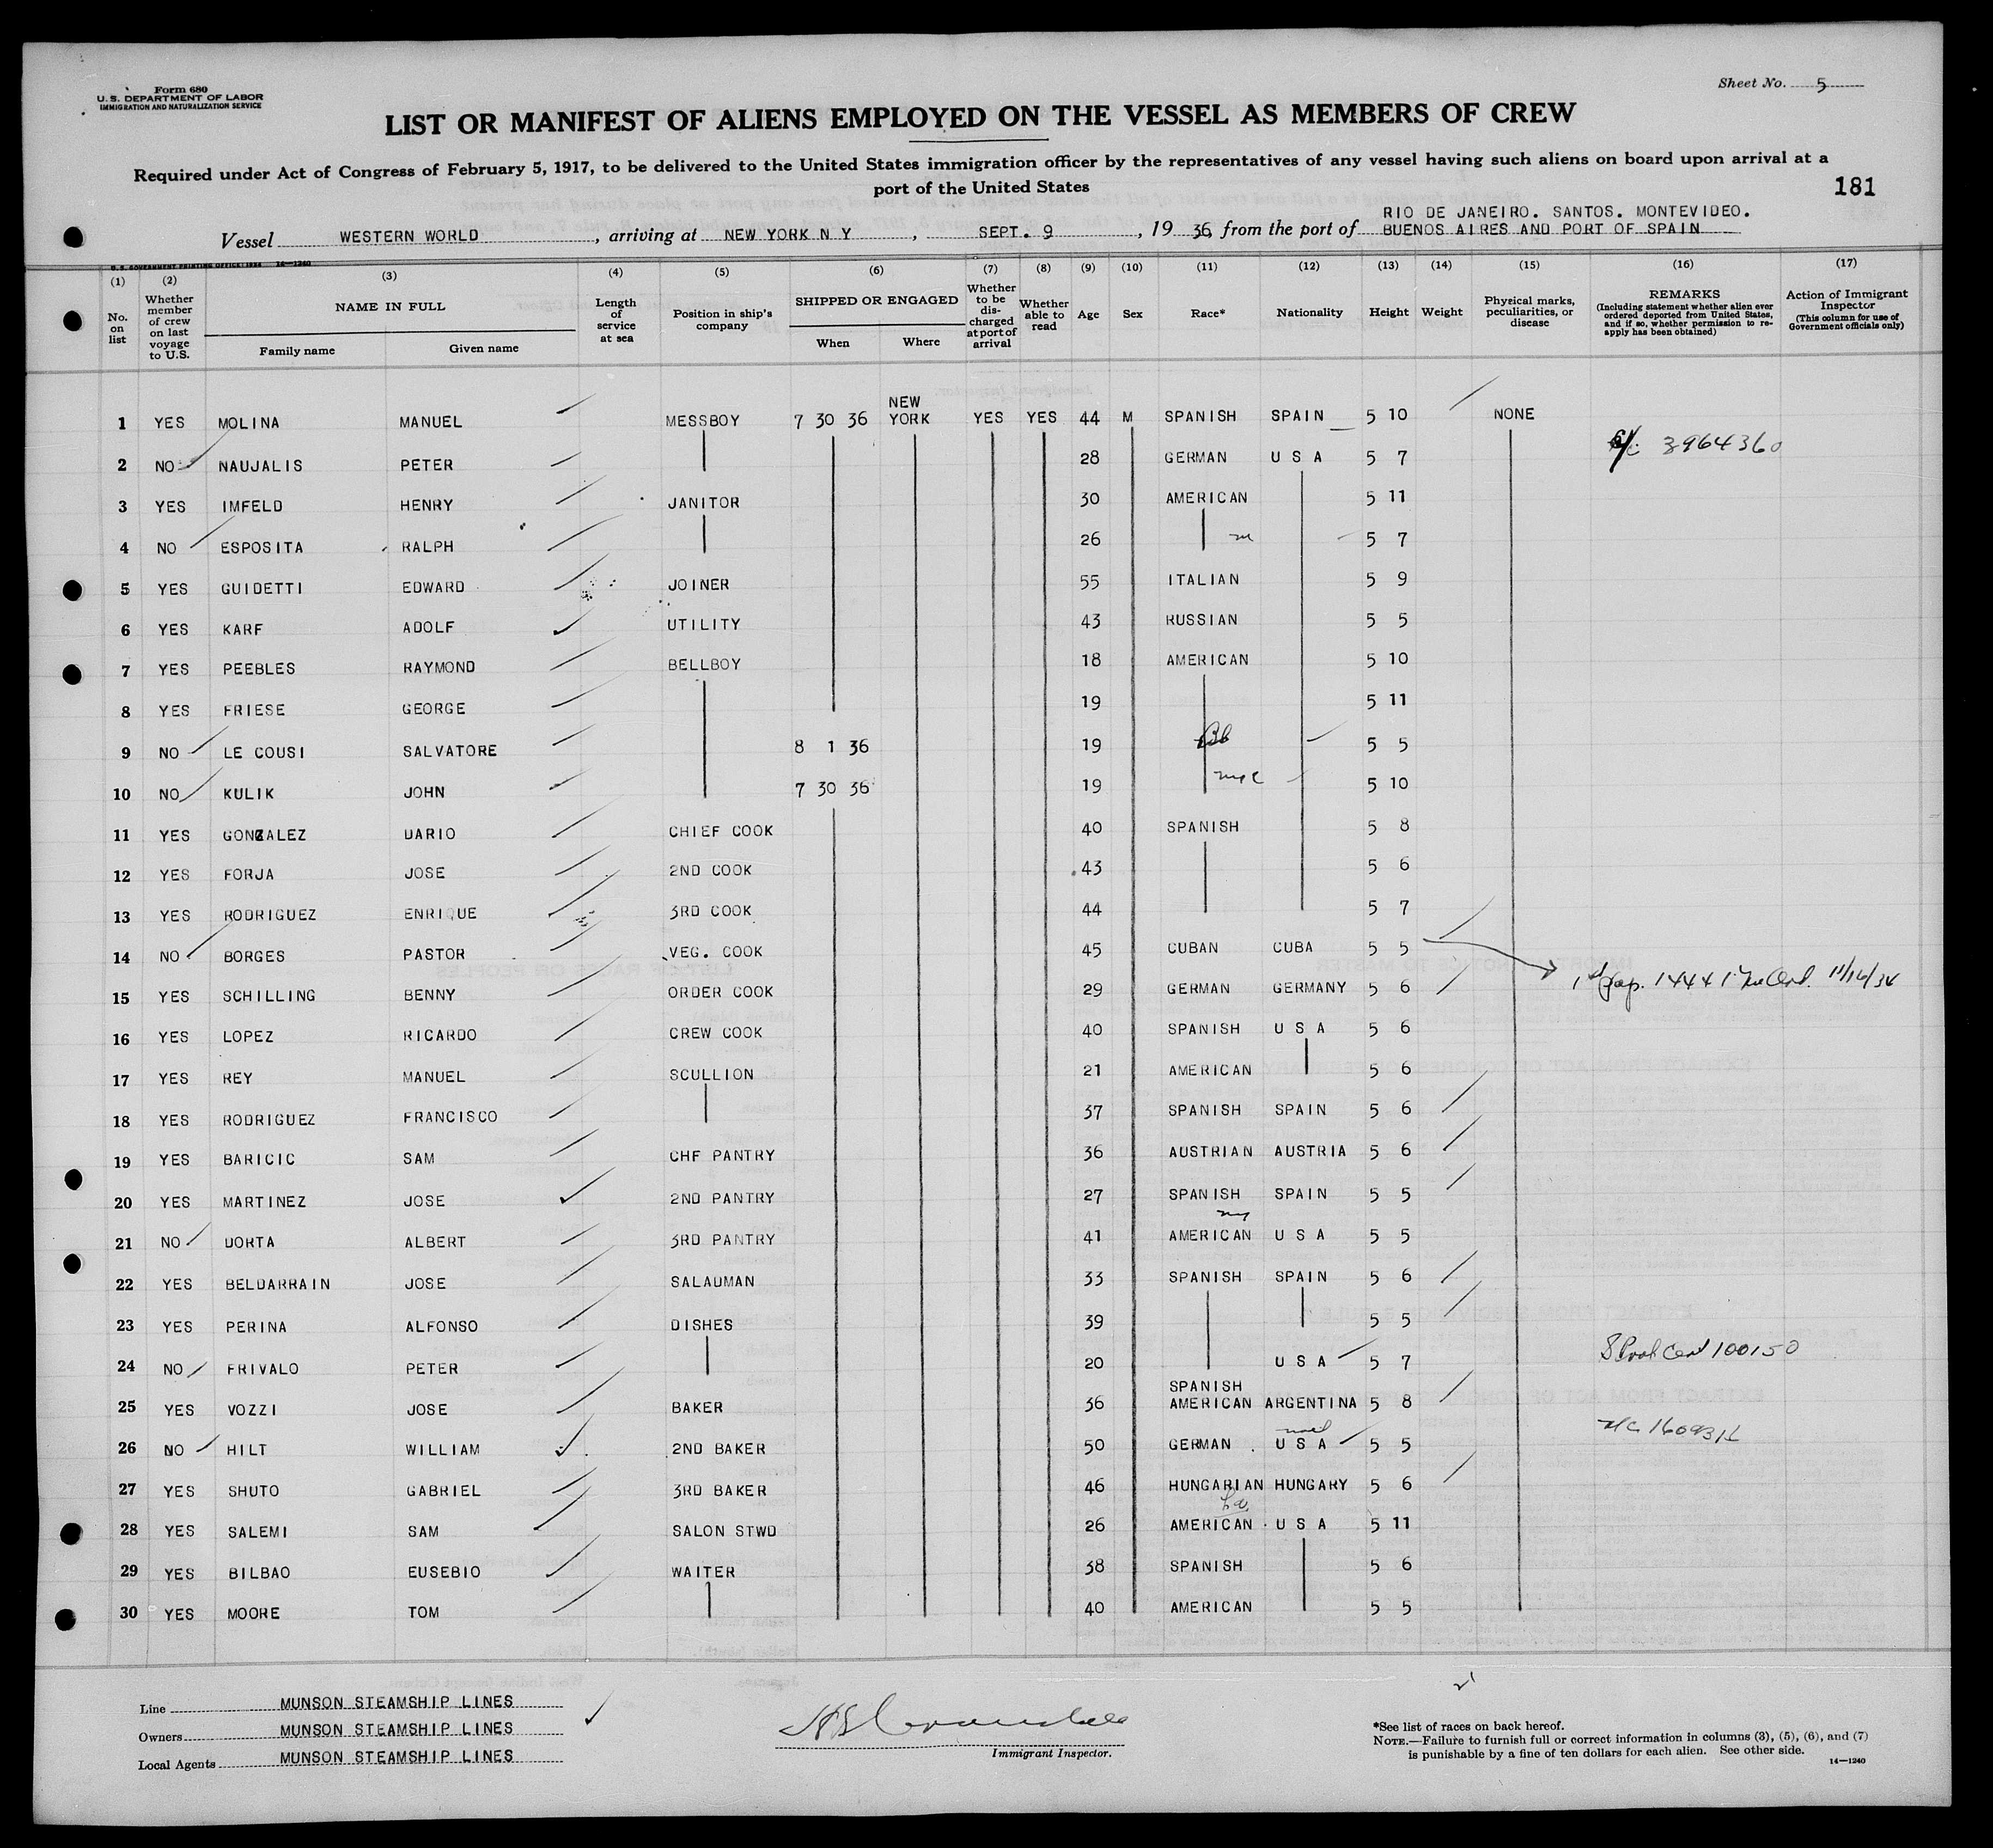 Form 680
U. S. DEPARTMENT OF LABOR
IMMIGRATION AND NATURALIZATION SERVICE
Sheet No. 5
LIST OR MANIFEST OF ALIENS EMPLOYED ON THE VESSEL AS MEMBERS OF CREW
Required under Act of Congress of February 5, 1917, to be delivered to the United States immigration officer by the representatives of any vessel having such aliens on board upon arrival at a
port of the United States
181
RIO DE JANEIRO. SANTOS. MONTEVIDEO.
Vessel WESTERN WORLD, arriving at NEW YORK N Y, SEPT. 9, 19 36, from the port of BUENOS AIRES AND PORT OF SPAIN
U. S. GOVERNMENT PRINTING OFFICE: 1934 14—1240
(1) No. on list
(2) Whether member of crew on last voyage to U.S.
(3) NAME IN FULL
Family name Given name
(4) Length of service at sea
(5) Position in ship's company
(6) SHIPPED OR ENGAGED
When Where
(7) Whether to be discharged at port of arrival
(8) Whether able to read
(9) Age
(10) Sex
(11) Race*
(12) Nationality
(13) Height
(14) Weight
(15) Physical marks, peculiarities, or disease
(16) REMARKS
(Including statement whether alien ever ordered deported from United States, and if so, whether permission to reapply has been obtained)
(17) Action of Immigrant Inspector
(This column for use of Government officials only)
1 YES MOLINA MANUEL MESSBOY 7 30 36 NEW YORK YES YES 44 M SPANISH SPAIN 5 10 NONE
2 NO NAUJALIS PETER 28 GERMAN U S A 5 7 3964360
3 YES IMFELD HENRY JANITOR 30 AMERICAN 5 11
4 NO ESPOSITA RALPH 26 5 7
5 YES GUIDETTI EDWARD JOINER 55 ITALIAN 5 9
6 YES KARF ADOLF UTILITY 43 RUSSIAN 5 5
7 YES PEEBLES RAYMOND BELLBOY 18 AMERICAN 5 10
8 YES FRIESE GEORGE 19 5 11
9 NO LE COUSI SALVATORE 8 1 36 19 5 5
10 NO KULIK JOHN 7 30 36 19 5 10
11 YES GONZALEZ DARIO CHIEF COOK 40 SPANISH 5 8
12 YES FORJA JOSE 2ND COOK 43 5 6
13 YES RODRIGUEZ ENRIQUE 3RD COOK 44 5 7
14 NO BORGES PASTOR VEG. COOK 45 CUBAN CUBA 5 5
15 YES SCHILLING BENNY ORDER COOK 29 GERMAN GERMANY 5 6
16 YES LOPEZ RICARDO CREW COOK 40 SPANISH U S A 5 6
17 YES REY MANUEL SCULLION 21 AMERICAN 5 6
18 YES RODRIGUEZ FRANCISCO 37 SPANISH SPAIN 5 6
19 YES BARICIC SAM CHF PANTRY 36 AUSTRIAN AUSTRIA 5 6
20 YES MARTINEZ JOSE 2ND PANTRY 27 SPANISH SPAIN 5 5
21 NO DORTA ALBERT 3RD PANTRY 41 AMERICAN U S A 5 5
22 YES BELDARRAIN JOSE SALADMAN 33 SPANISH SPAIN 5 6
23 YES PERINA ALFONSO DISHES 39 5 5
24 NO FRIVALO PETER 20 U S A 5 7 100150
25 YES VOZZI JOSE BAKER 36 SPANISH AMERICAN ARGENTINA 5 8
26 NO HILT WILLIAM 2ND BAKER 50 GERMAN U S A 5 5
27 YES SHUTO GABRIEL 3RD BAKER 46 HUNGARIAN HUNGARY 5 6
28 YES SALEMI SAM SALON STWD 26 AMERICAN U S A 5 11
29 YES BILBAO EUSEBIO WAITER 38 SPANISH 5 6
30 YES MOORE TOM 40 AMERICAN 5 5
Line MUNSON STEAMSHIP LINES
Owners MUNSON STEAMSHIP LINES
Local Agents MUNSON STEAMSHIP LINES
Immigrant Inspector.
*See list of races on back hereof.
NOTE.—Failure to furnish full or correct information in columns (3), (5), (6), and (7)
is punishable by a fine of ten dollars for each alien. See other side.
14—1240